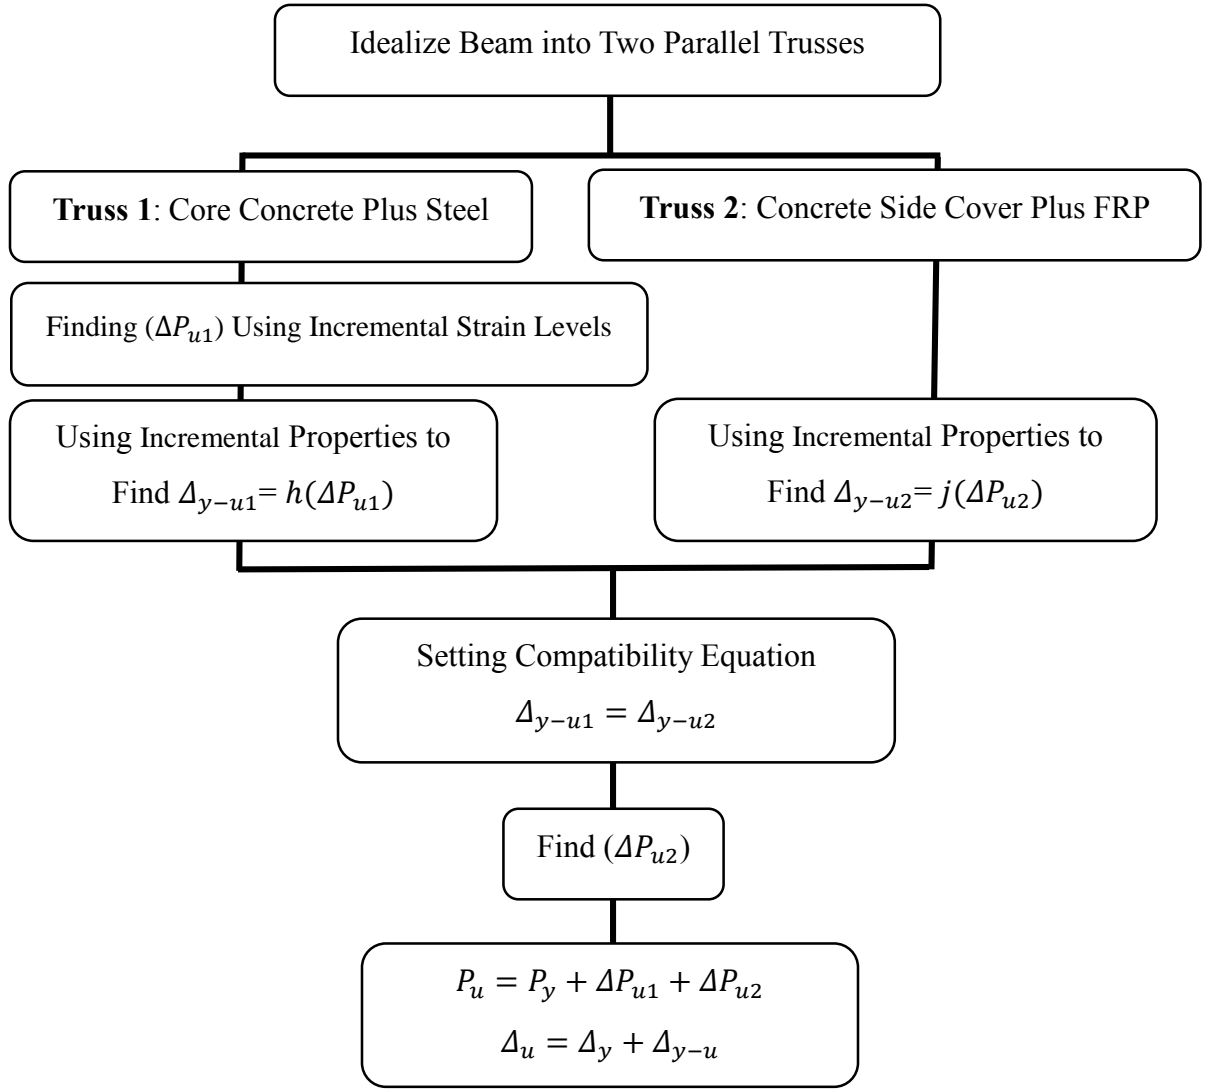 Idealize Beam into Two Parallel Trusses
Truss 1: Core Concrete Plus Steel
Truss 2: Concrete Side Cover Plus FRP
Finding (ΔP_{u1}) Using Incremental Strain Levels
Using Incremental Properties to
Find Δ_{y−u1}= h(ΔP_{u1})
Using Incremental Properties to
Find Δ_{y−u2}= j(ΔP_{u2})
Setting Compatibility Equation
Δ_{y−u1} = Δ_{y−u2}
Find (ΔP_{u2})
P_u = P_y + ΔP_{u1} + ΔP_{u2}
Δ_u = Δ_y + Δ_{y−u}